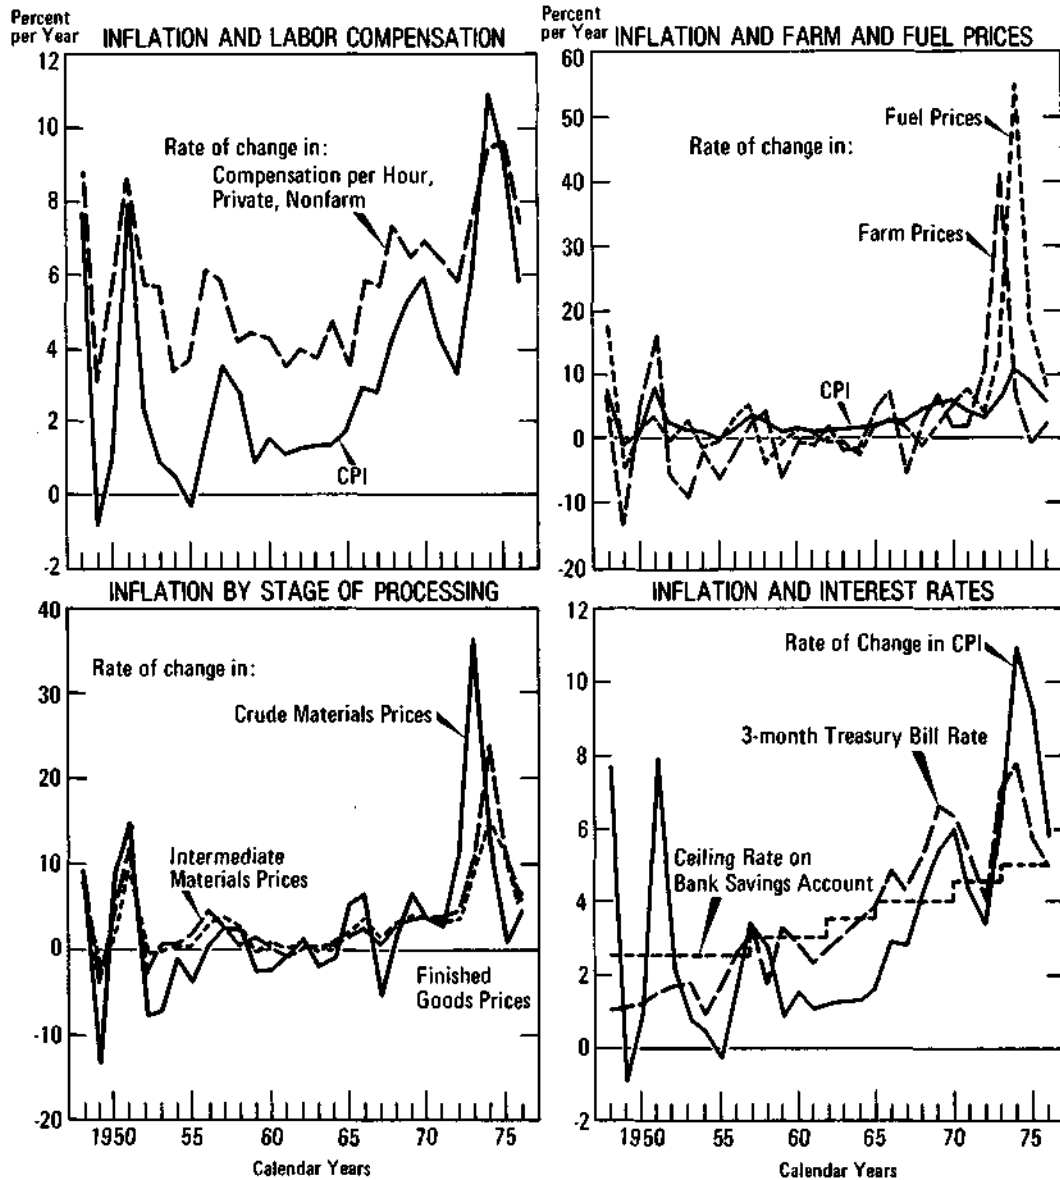 Percent
per Year
INFLATION AND LABOR COMPENSATION
12
10
8
6
4
2
0
-2
Rate of change in:
Compensation per Hour,
Private, Nonfarm
CPI
Percent
per Year
INFLATION AND FARM AND FUEL PRICES
60
50
40
30
20
10
0
-10
-20
Fuel Prices
Rate of change in:
Farm Prices
CPI
INFLATION BY STAGE OF PROCESSING
40
30
20
10
0
-10
-20
Rate of change in:
Crude Materials Prices
Intermediate
Materials Prices
Finished
Goods Prices
1950
55
60
65
70
75
Calendar Years
INFLATION AND INTEREST RATES
12
10
8
6
4
2
0
-2
Rate of Change in CPI
3-month Treasury Bill Rate
Ceiling Rate on
Bank Savings Account
1950
55
60
65
70
75
Calendar Years